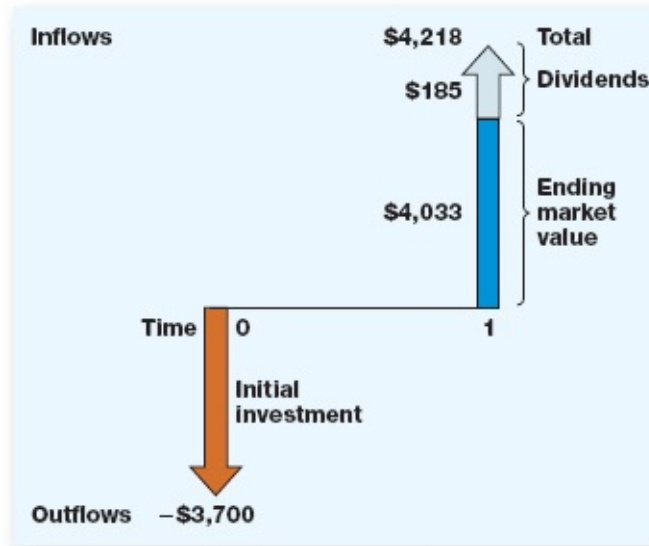 Inflows
$4,218
Total
$185
Dividends
$4,033
Ending
market
value
Time 0
1
Initial
investment
Outflows –$3,700